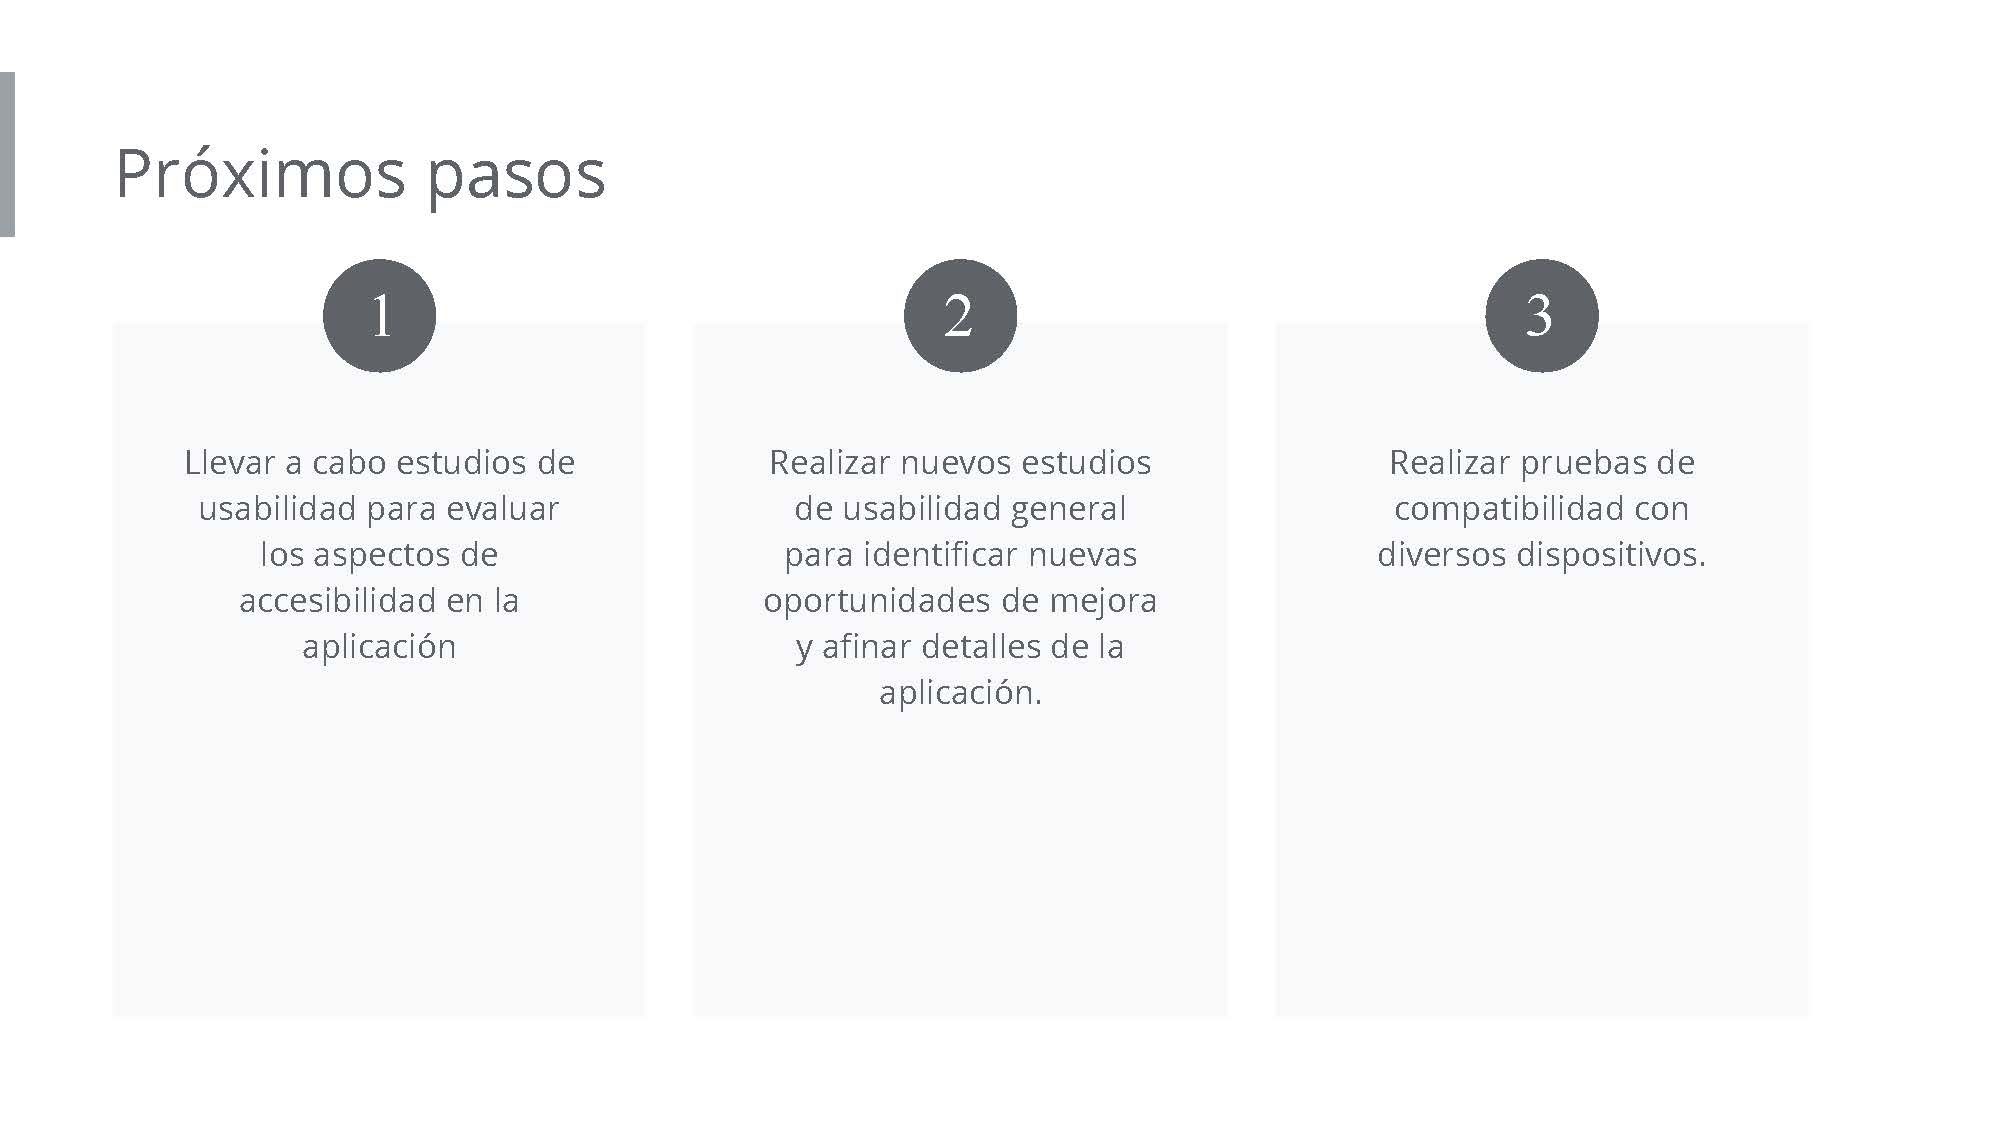 Próximos pasos
1
Llevar a cabo estudios de
usabilidad para evaluar
los aspectos de
accesibilidad en la
aplicación
2
Realizar nuevos estudios
de usabilidad general
para identificar nuevas
oportunidades de mejora
y afinar detalles de la
aplicación.
3
Realizar pruebas de
compatibilidad con
diversos dispositivos.